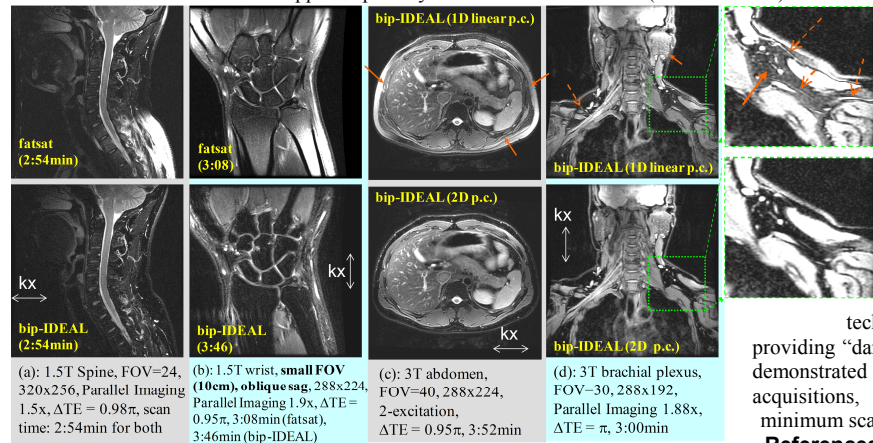 bip-IDEAL (1D linear p.c.)
fatsat
(2:54min)
fatsat
(3:08)
bip-IDEAL (1D linear p.c.)
bip-IDEAL (2D p.c.)
kx
kx
kx
kx
bip-IDEAL
(2:54min)
bip-IDEAL
(3:46)
bip-IDEAL (2D p.c.)
(a): 1.5T Spine, FOV=24,
320x256, Parallel Imaging
1.5x, ΔTE = 0.98π, scan
time: 2:54min for both
(b): 1.5T wrist, small FOV
(10cm), oblique sag, 288x224,
Parallel Imaging 1.9x, ΔTE =
0.95π, 3:08min (fatsat),
3:46min (bip-IDEAL)
(c): 3T abdomen,
FOV=40, 288x224,
2-excitation,
ΔTE = 0.95π, 3:52min
(d): 3T brachial plexus,
FOV=30, 288x192,
Parallel Imaging 1.88x,
ΔTE = π, 3:00min
tech
providing "da
demonstrated
acquisitions,
minimum sca
References